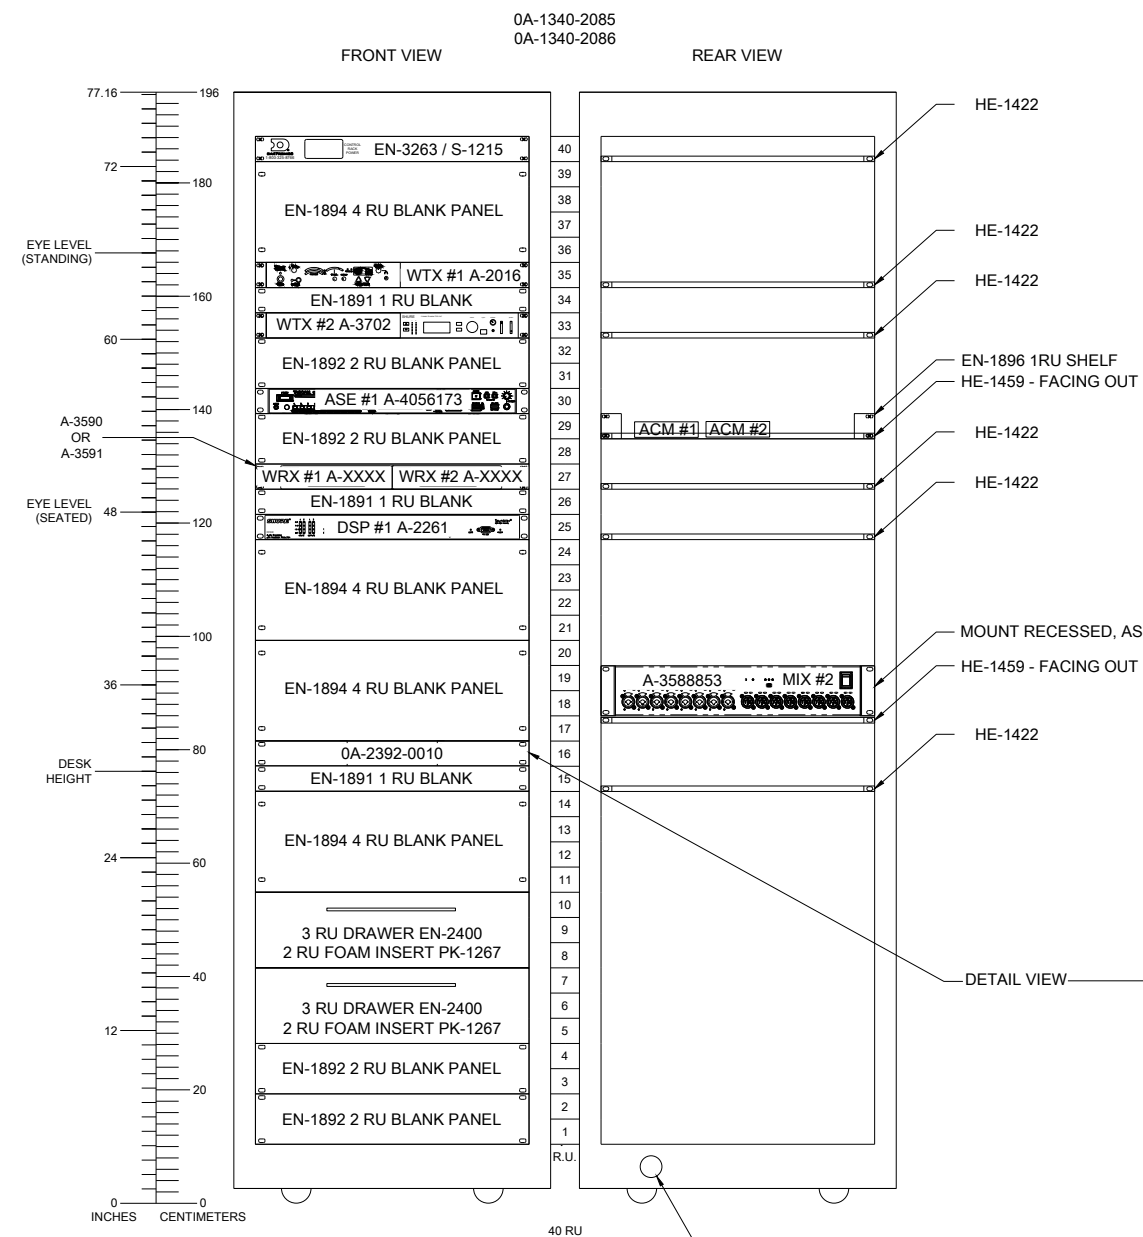 0A-1340-2085
0A-1340-2086
FRONT VIEW
REAR VIEW
77.16
196
72
180
EYE LEVEL
(STANDING)
160
60
140
A-3590
OR
A-3591
EYE LEVEL
(SEATED)
48
120
100
36
80
DESK
HEIGHT
24
60
40
12
20
0
0
INCHES
CENTIMETERS
CONTROL
RACK
POWER
EN-3263 / S-1215
EN-1894 4 RU BLANK PANEL
WTX #1 A-2016
EN-1891 1 RU BLANK
WTX #2 A-3702
SHURE
EN-1892 2 RU BLANK PANEL
ASE #1 A-4056173
EN-1892 2 RU BLANK PANEL
WRX #1 A-XXXX
WRX #2 A-XXXX
EN-1891 1 RU BLANK
DSP #1 A-2261
EN-1894 4 RU BLANK PANEL
EN-1894 4 RU BLANK PANEL
0A-2392-0010
EN-1891 1 RU BLANK
EN-1894 4 RU BLANK PANEL
3 RU DRAWER EN-2400
2 RU FOAM INSERT PK-1267
3 RU DRAWER EN-2400
2 RU FOAM INSERT PK-1267
EN-1892 2 RU BLANK PANEL
EN-1892 2 RU BLANK PANEL
40
39
38
37
36
35
34
33
32
31
30
29
28
27
26
25
24
23
22
21
20
19
18
17
16
15
14
13
12
11
10
9
8
7
6
5
4
3
2
1
R.U.
40 RU
ACM #1
ACM #2
A-3588853
MIX #2
HE-1422
HE-1422
HE-1422
EN-1896 1RU SHELF
HE-1459 - FACING OUT
HE-1422
HE-1422
MOUNT RECESSED, AS
HE-1459 - FACING OUT
HE-1422
DETAIL VIEW